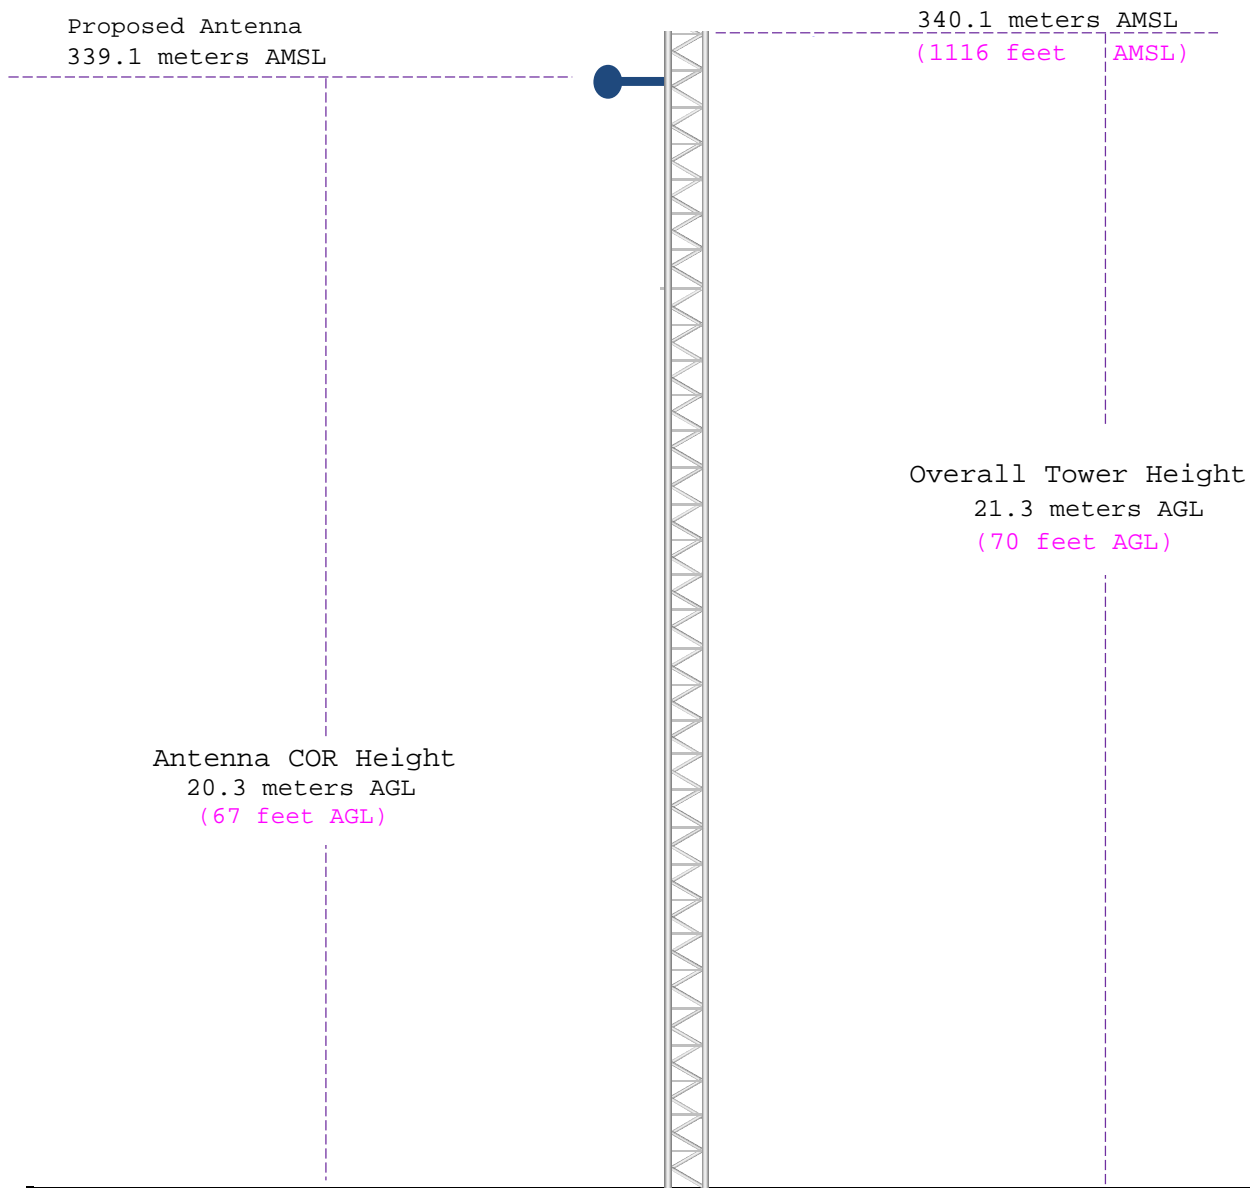 Proposed Antenna
339.1 meters AMSL
340.1 meters AMSL
(1116 feet AMSL)
Overall Tower Height
21.3 meters AGL
(70 feet AGL)
Antenna COR Height
20.3 meters AGL
(67 feet AGL)